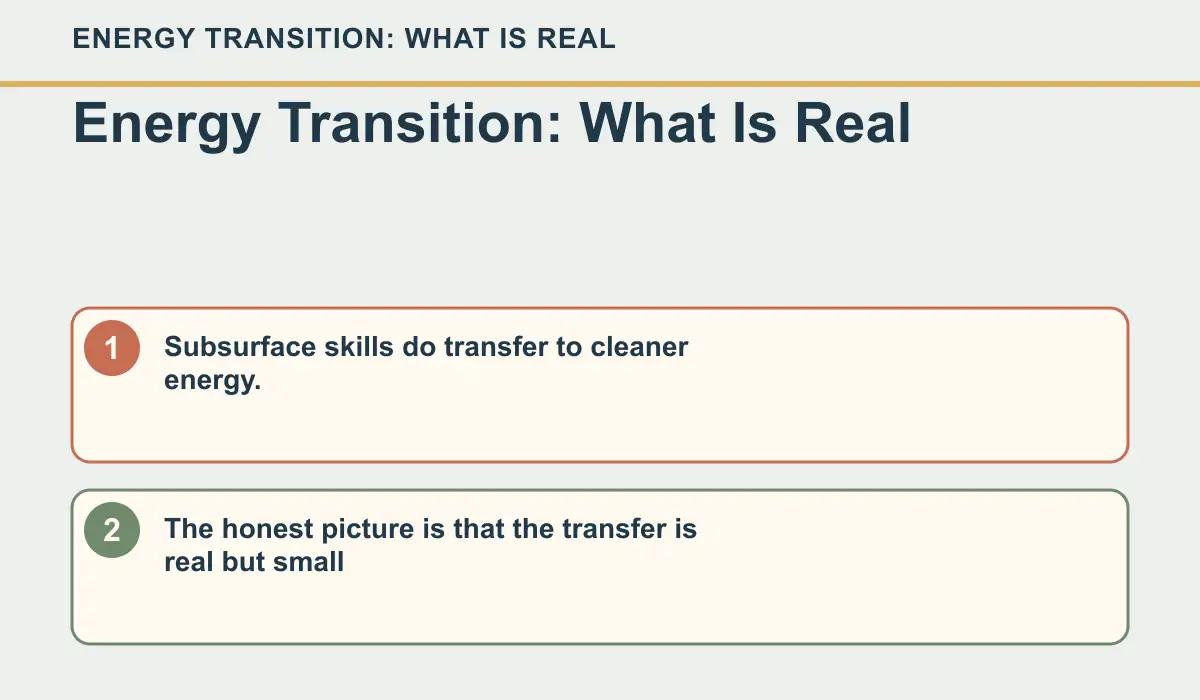 ENERGY TRANSITION: WHAT IS REAL
Energy Transition: What Is Real
1
Subsurface skills do transfer to cleaner
energy.
2
The honest picture is that the transfer is
real but small